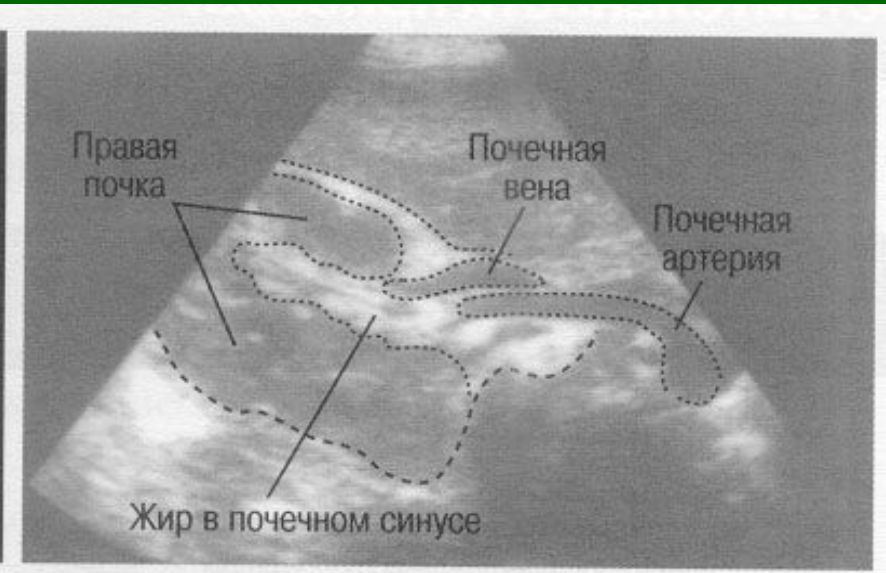 Правая
почка
Почечная
вена
Почечная
артерия
Жир в почечном синусе